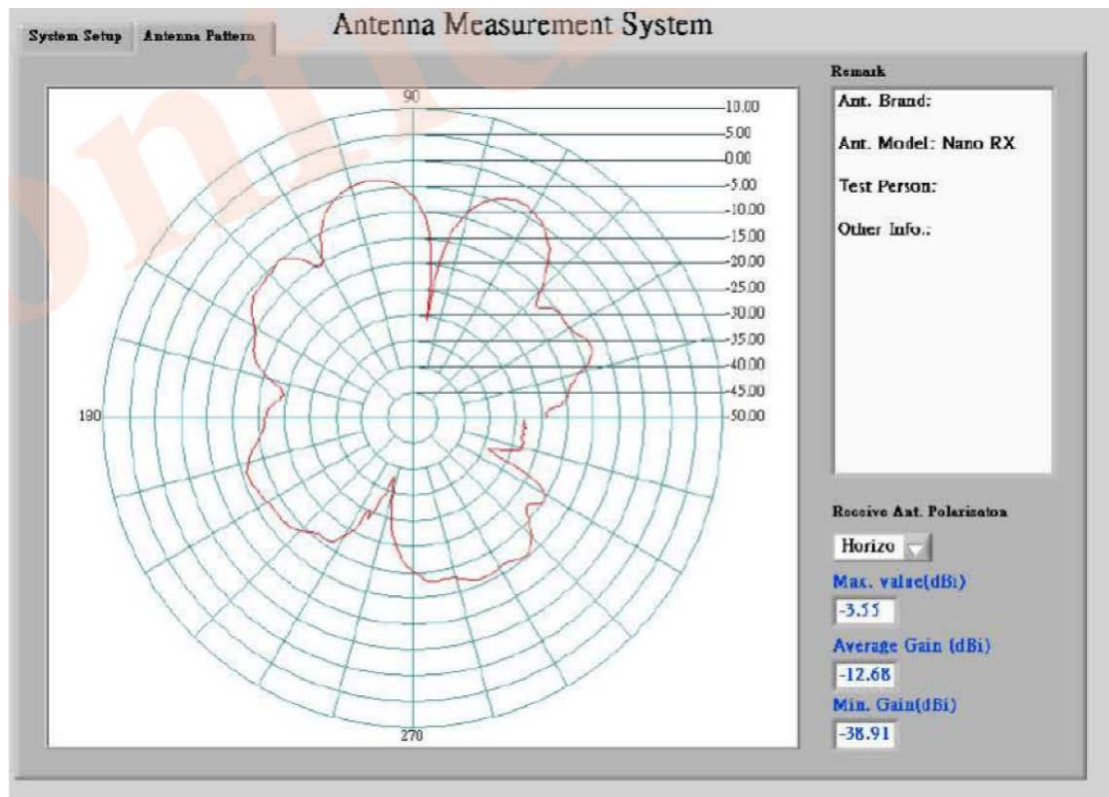 Antenna Measurement System
System Setup
Antenna Pattern
90
10.00
5.00
0.00
-5.00
-10.00
-15.00
-20.00
-25.00
-30.00
-35.00
-40.00
-45.00
-50.00
180
270
Remark
Ant. Brand:
Ant. Model: Nano RX
Test Person:
Other Info.:
Receive Ant. Polarisaton
Horizo
Max. value(dBi)
-3.55
Average Gain (dBi)
-12.68
Min. Gain(dBi)
-38.91
onfid